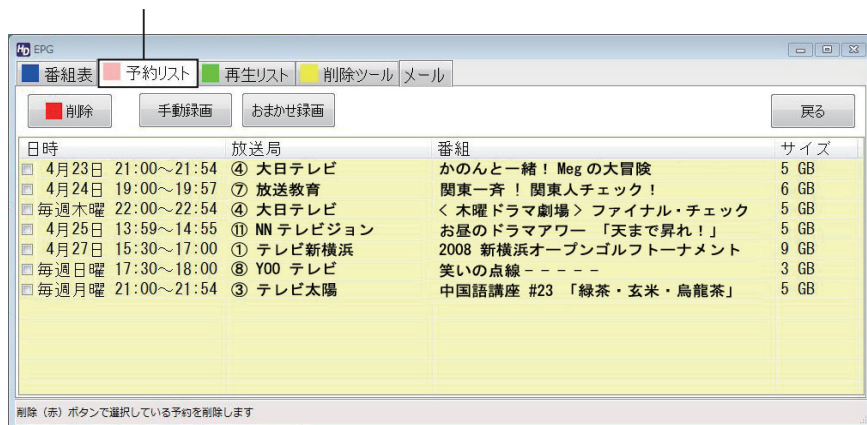 HD EPG
番組表 予約リスト 再生リスト 削除ツール メール
削除 手動録画 おまかせ録画 戻る
日時 放送局 番組 サイズ
4月23日 21:00~21:54 ④ 大日テレビ かのんと一緒! Meg の大冒険 5 GB
4月24日 19:00~19:57 ⑦ 放送教育 関東一斉 ! 関東人チェック! 6 GB
毎週木曜 22:00~22:54 ④ 大日テレビ < 木曜ドラマ劇場 > ファイナル・チェック 5 GB
4月25日 13:59~14:55 ⑪ NN テレビジョン お昼のドラマアワー 「天まで昇れ!」 5 GB
4月27日 15:30~17:00 ① テレビ新横浜 2008 新横浜オープンゴルフトーナメント 9 GB
毎週日曜 17:30~18:00 ⑧ YOO テレビ 笑いの点線 – – – – – 3 GB
毎週月曜 21:00~21:54 ③ テレビ太陽 中国語講座 #23 「緑茶・玄米・烏龍茶」 5 GB
削除(赤)ボタンで選択している予約を削除します